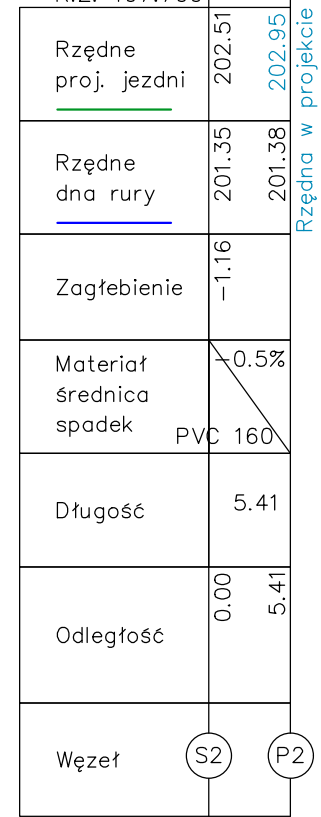 Rzędne
proj. jezdni
202.51
202.95
Rzędna w projekcie
Rzędne
dna rury
201.35
201.38
Zagłebienie
-1.16
Materiał
średnica
spadek
-0.5%
PVC 160
Długość
5.41
Odległość
0.00
5.41
Węzeł
S2
P2